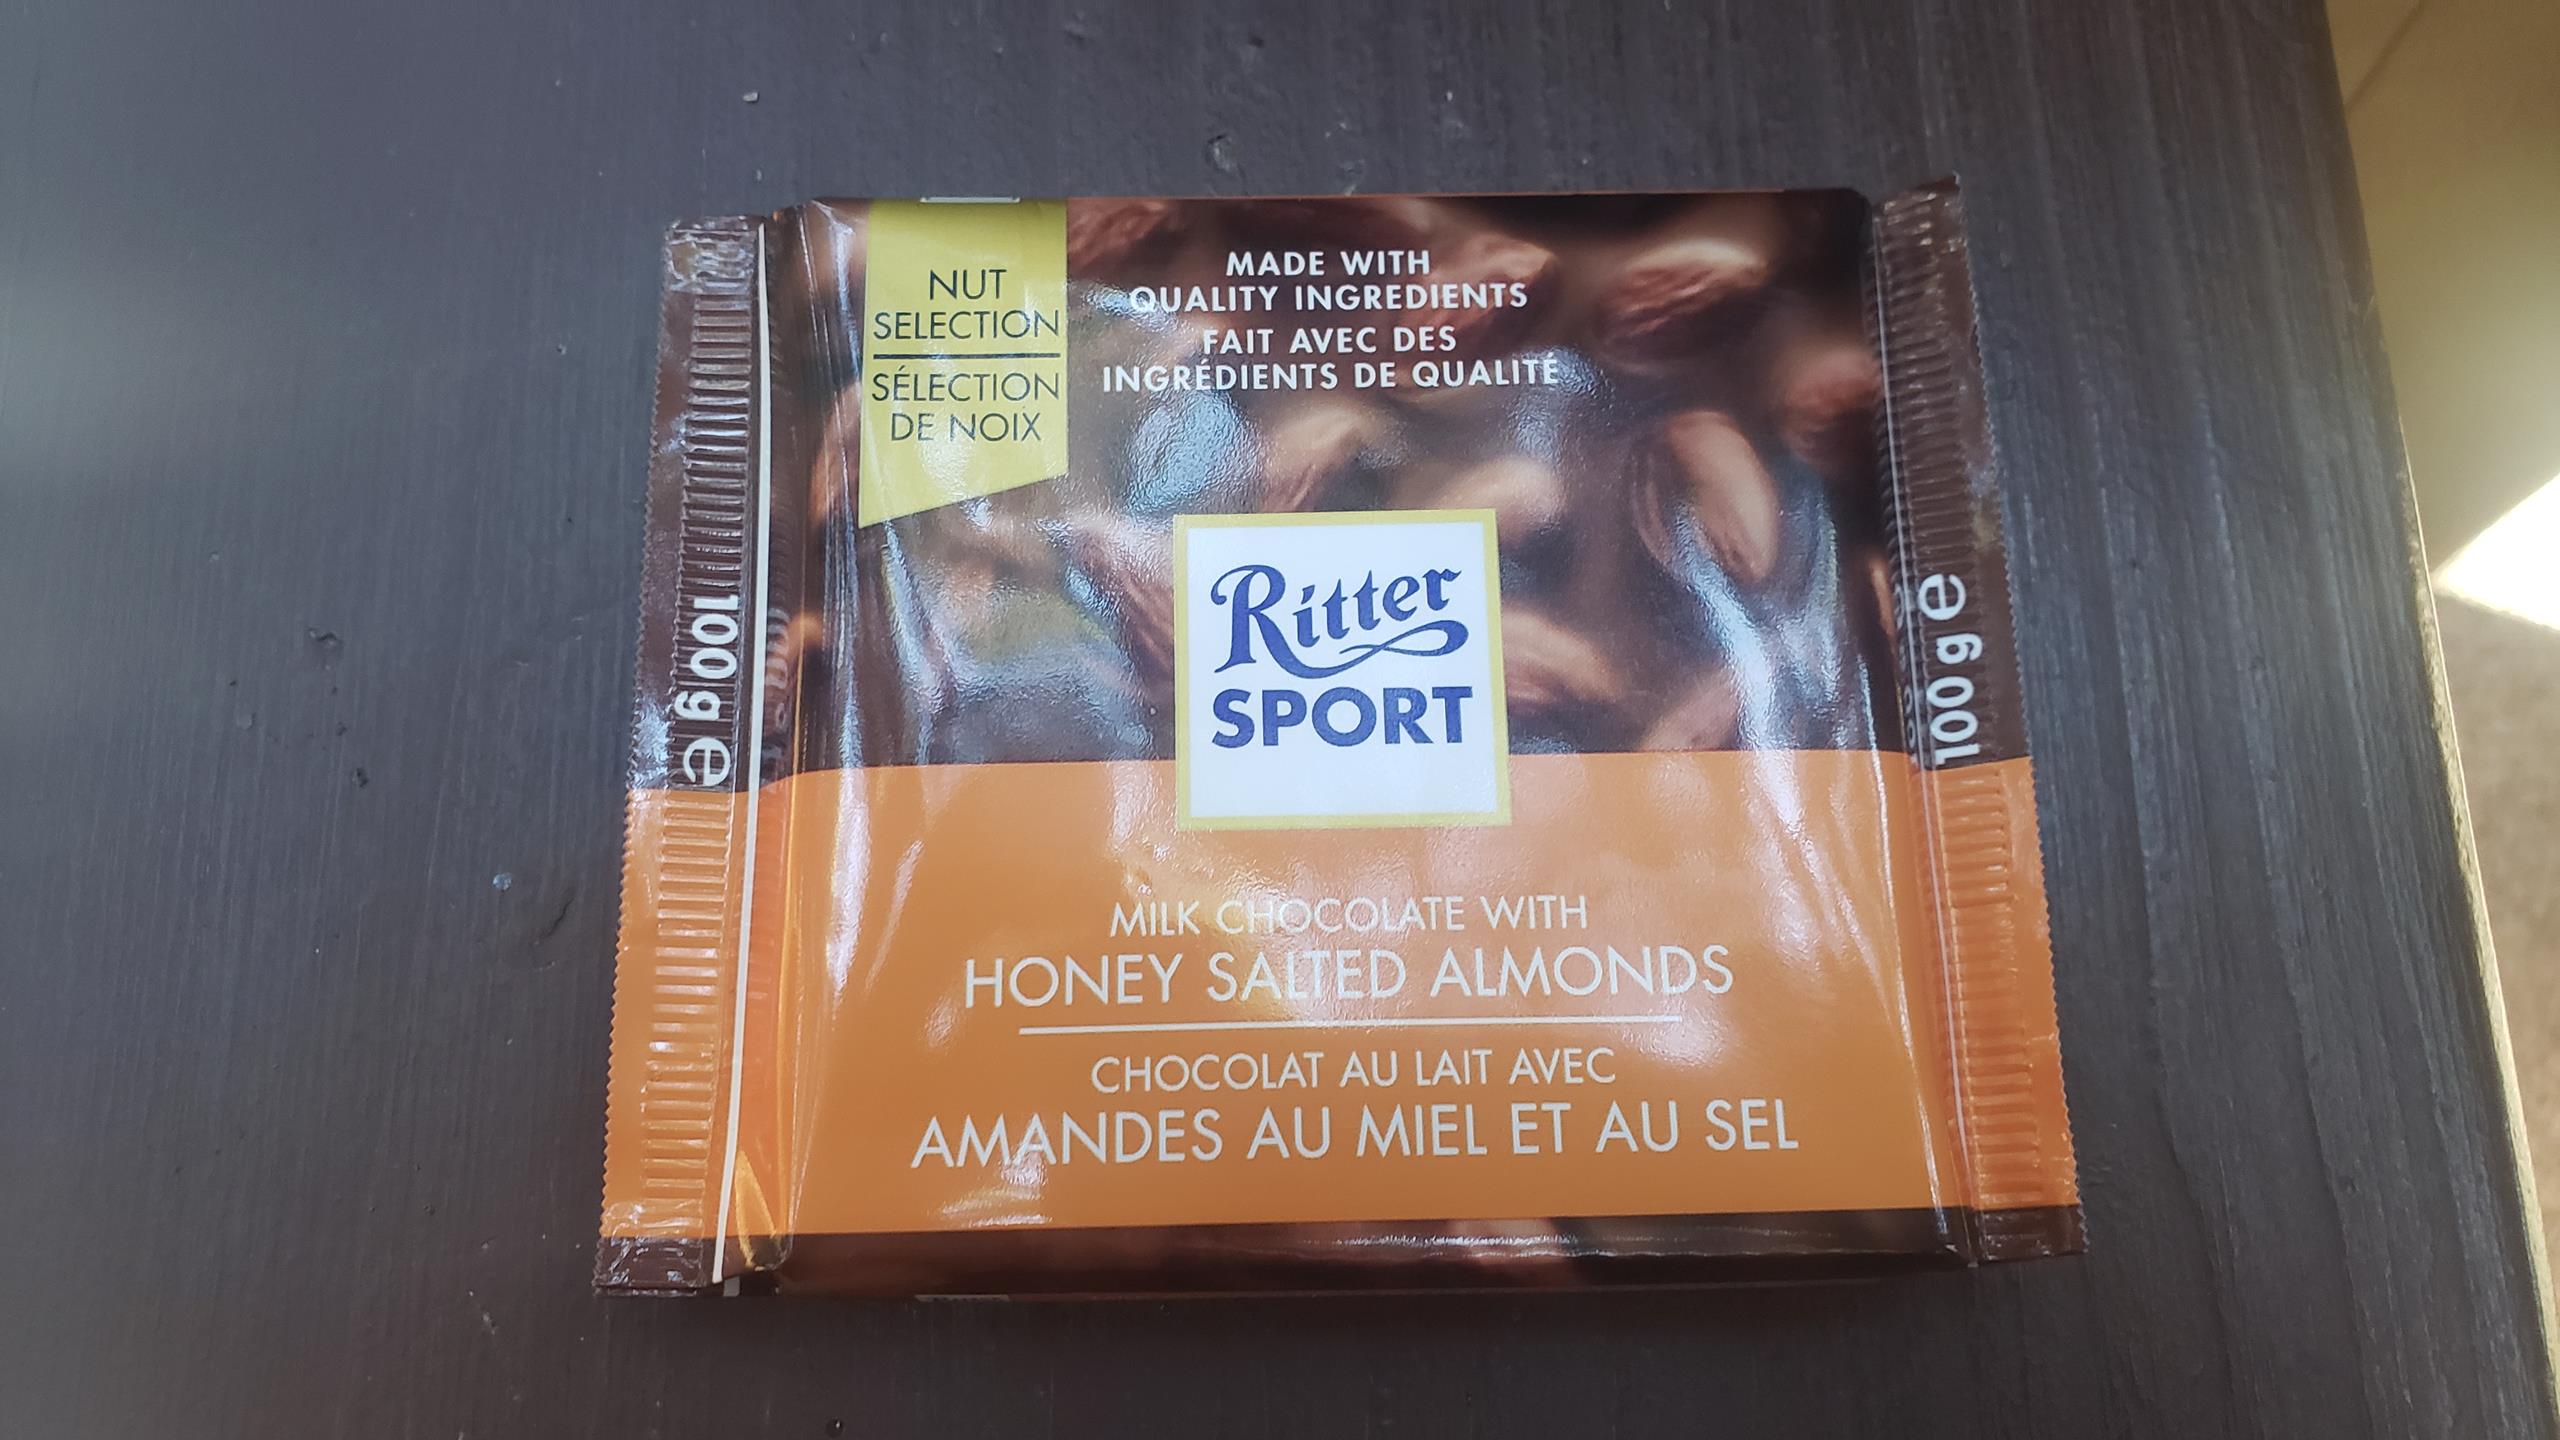 NUT
SELECTION
SÉLECTION
DE NOIX
MADE WITH
QUALITY INGREDIENTS
FAIT AVEC DES
INGRÉDIENTS DE QUALITÉ
Ritter
SPORT
MILK CHOCOLATE WITH
HONEY SALTED ALMONDS
CHOCOLAT AU LAIT AVEC
AMANDES AU MIEL ET AU SEL
100 g e
100 g e